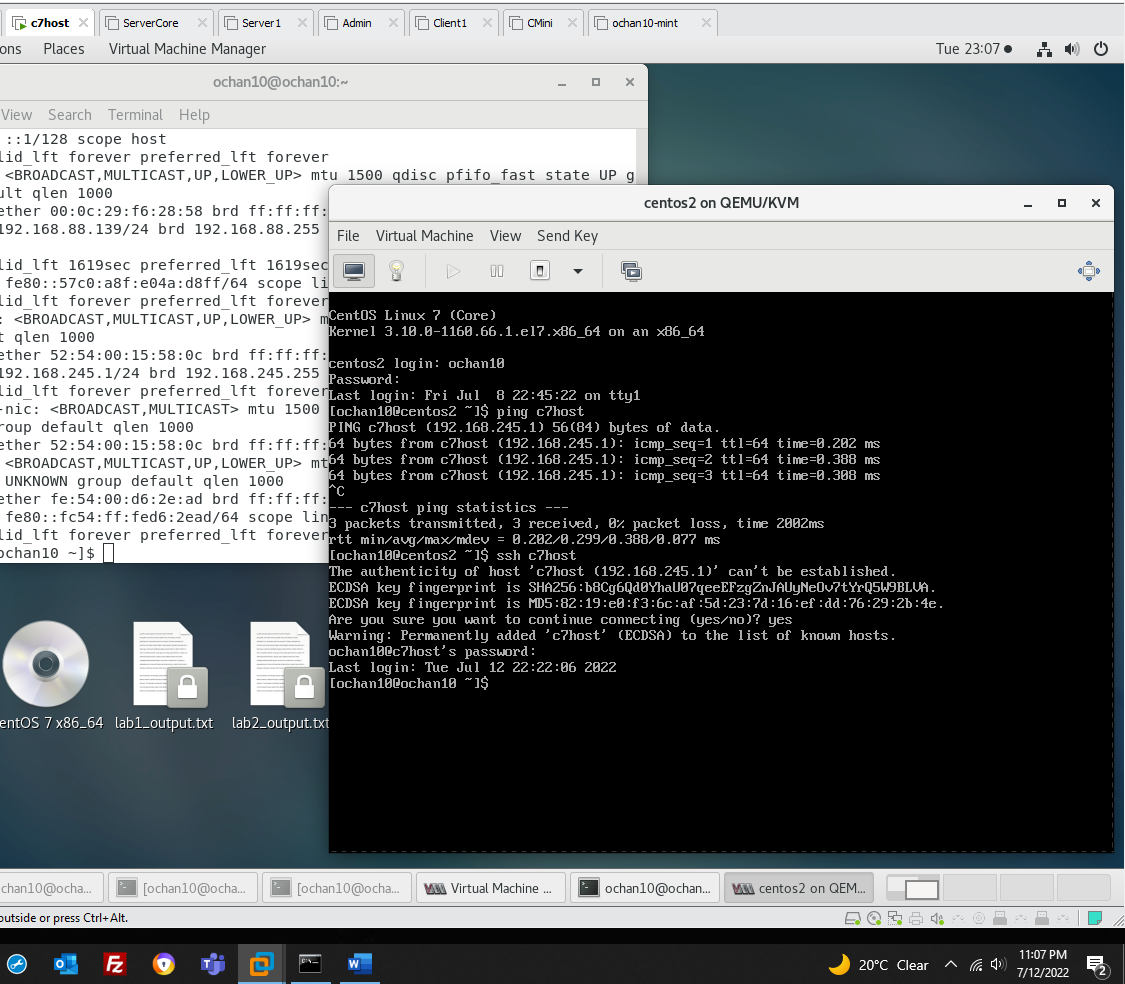 c7host ServerCore Server1 Admin Client1 CMini ochan10-mint
ons Places Virtual Machine Manager Tue 23:07
ochan10@ochan10:~
View Search Terminal Help
::1/128 scope host
lid_lft forever preferred_lft forever
<BROADCAST,MULTICAST,UP,LOWER_UP> mtu 1500 qdisc pfifo_fast state UP g
ult qlen 1000
ether 00:0c:29:f6:28:58 brd ff:ff:ff:
192.168.88.139/24 brd 192.168.88.255
lid_lft 1619sec preferred_lft 1619sec
fe80::57c0:a8f:e04a:d8ff/64 scope li
lid_lft forever preferred_lft forever
: <BROADCAST,MULTICAST,UP,LOWER_UP> m
t qlen 1000
ether 52:54:00:15:58:0c brd ff:ff:ff:
192.168.245.1/24 brd 192.168.245.255
lid_lft forever preferred_lft forever
-nic: <BROADCAST,MULTICAST> mtu 1500
roup default qlen 1000
ether 52:54:00:15:58:0c brd ff:ff:ff:
<BROADCAST,MULTICAST,UP,LOWER_UP> mt
UNKNOWN group default qlen 1000
ether fe:54:00:d6:2e:ad brd ff:ff:ff:
fe80::fc54:ff:fed6:2ead/64 scope lin
lid_lft forever preferred_lft forever
ochan10 ~]$
centos2 on QEMU/KVM
File Virtual Machine View Send Key
CentOS Linux 7 (Core)
Kernel 3.10.0-1160.66.1.el7.x86_64 on an x86_64
centos2 login: ochan10
Password:
Last login: Fri Jul  8 22:45:22 on tty1
[ochan10@centos2 ~]$ ping c7host
PING c7host (192.168.245.1) 56(84) bytes of data.
64 bytes from c7host (192.168.245.1): icmp_seq=1 ttl=64 time=0.202 ms
64 bytes from c7host (192.168.245.1): icmp_seq=2 ttl=64 time=0.388 ms
64 bytes from c7host (192.168.245.1): icmp_seq=3 ttl=64 time=0.308 ms
^C
--- c7host ping statistics ---
3 packets transmitted, 3 received, 0% packet loss, time 2002ms
rtt min/avg/max/mdev = 0.202/0.299/0.388/0.077 ms
[ochan10@centos2 ~]$ ssh c7host
The authenticity of host 'c7host (192.168.245.1)' can't be established.
ECDSA key fingerprint is SHA256:b8Cg6Qd0YhaU07qeeEFzgZnJAUyNeOv7tYrQ5W9BLVA.
ECDSA key fingerprint is MD5:82:19:e0:f3:6c:af:5d:23:7d:16:ef:dd:76:29:2b:4e.
Are you sure you want to continue connecting (yes/no)? yes
Warning: Permanently added 'c7host' (ECDSA) to the list of known hosts.
ochan10@c7host's password:
Last login: Tue Jul 12 22:22:06 2022
[ochan10@ochan10 ~]$
entOS 7 x86_64 lab1_output.txt lab2_output.txt
chan10@ocha... [ochan10@ocha... [ochan10@ocha... Virtual Machine ... ochan10@ochan... centos2 on QEM...
outside or press Ctrl+Alt.
20°C Clear
11:07 PM
7/12/2022
2